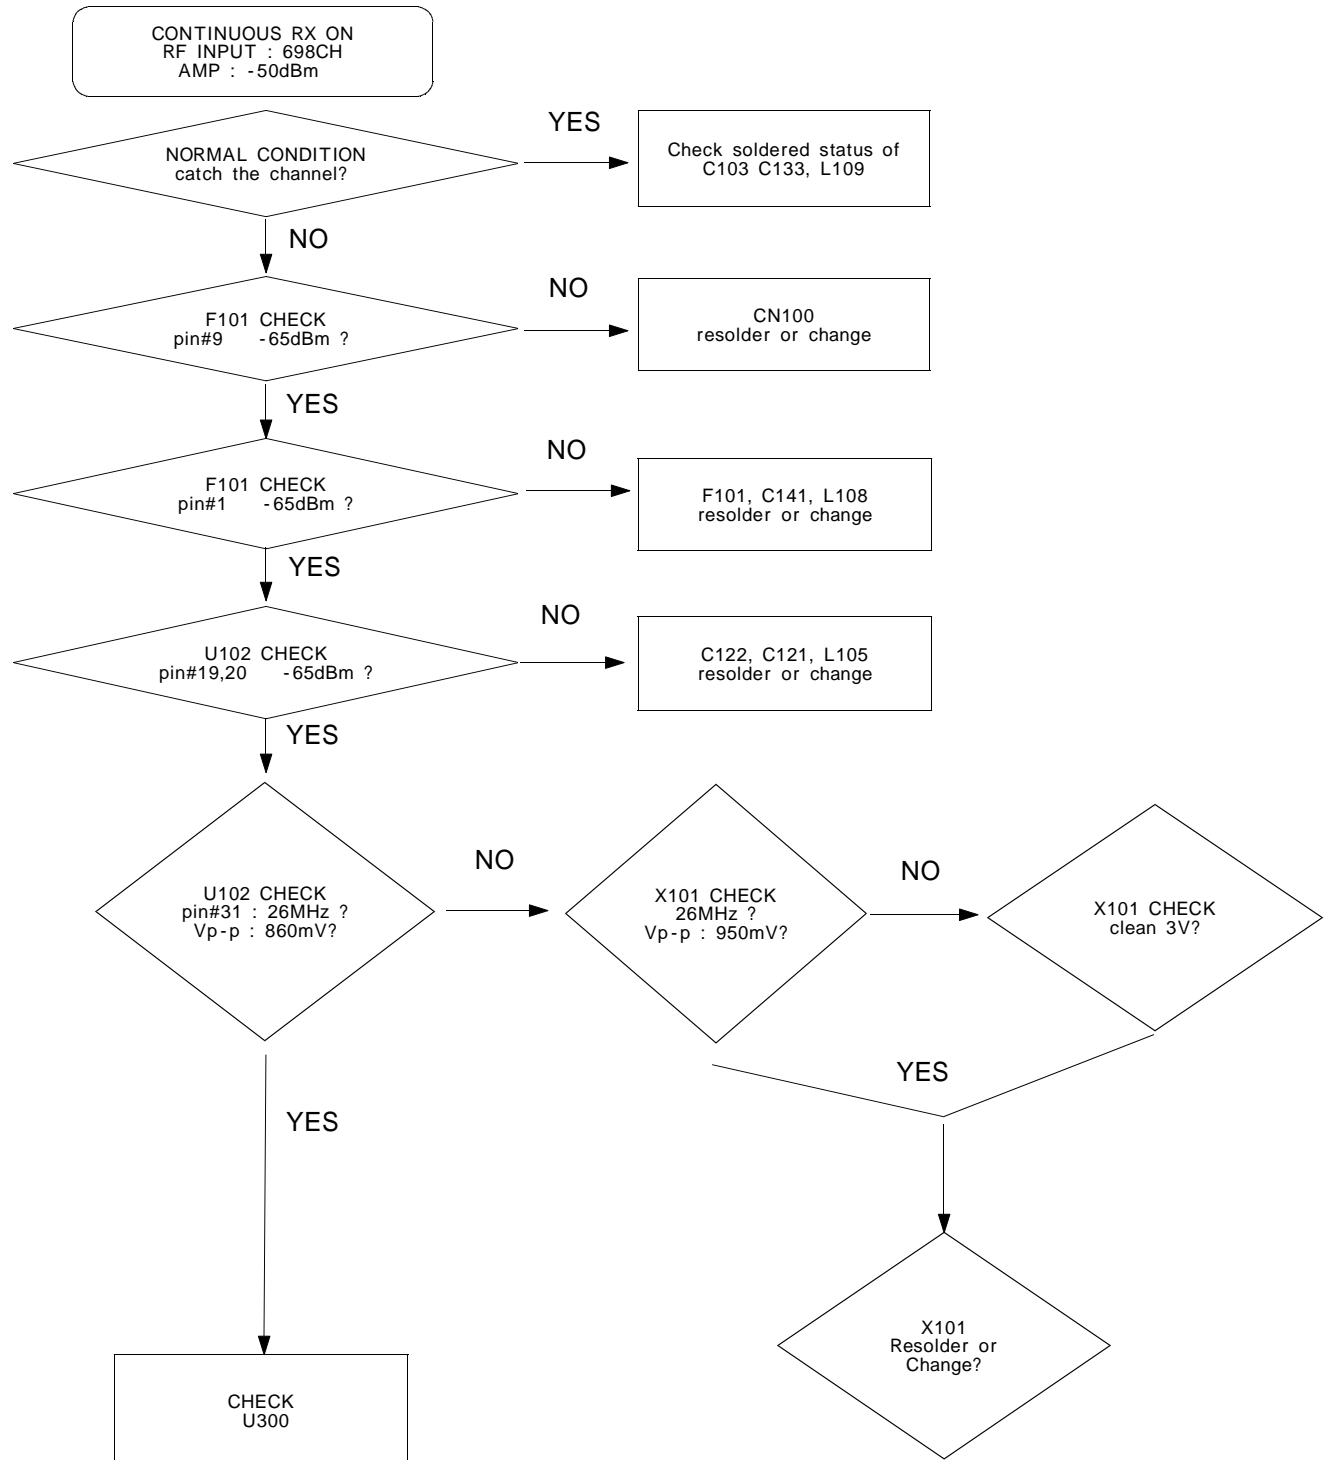 CONTINUOUS RX ON
RF INPUT : 698CH
AMP : -50dBm
NORMAL CONDITION
catch the channel?
YES
Check soldered status of
C103 C133, L109
NO
F101 CHECK
pin#9 -65dBm ?
NO
CN100
resolder or change
YES
F101 CHECK
pin#1 -65dBm ?
NO
F101, C141, L108
resolder or change
YES
U102 CHECK
pin#19,20 -65dBm ?
NO
C122, C121, L105
resolder or change
YES
U102 CHECK
pin#31 : 26MHz ?
Vp-p : 860mV?
NO
X101 CHECK
26MHz ?
Vp-p : 950mV?
NO
X101 CHECK
clean 3V?
YES
YES
X101
Resolder or
Change?
CHECK
U300